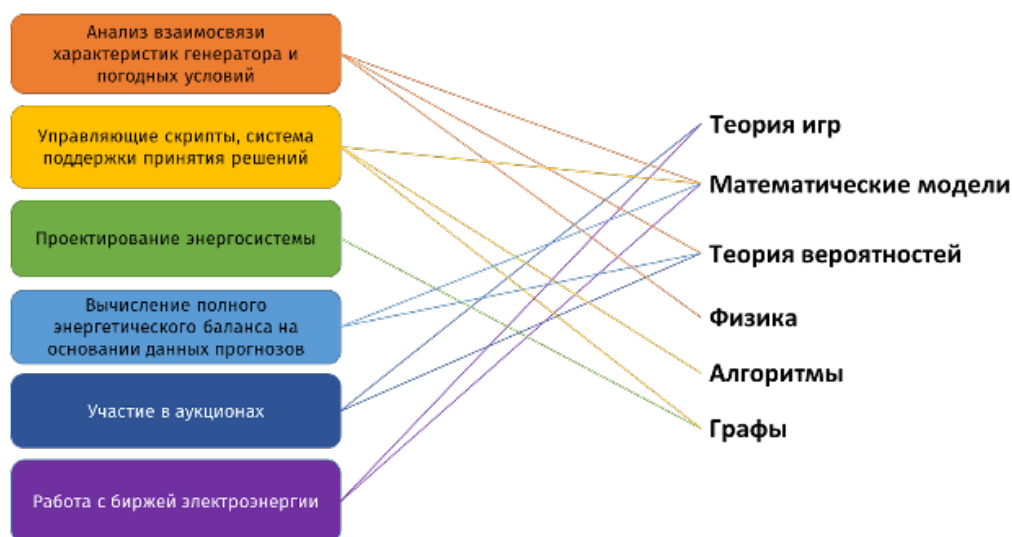 Анализ взаимосвязи
характеристик генератора и
погодных условий
Управляющие скрипты, система
поддержки принятия решений
Проектирование энергосистемы
Вычисление полного
энергетического баланса на
основании данных прогнозов
Участие в аукционах
Работа с биржей электроэнергии
Теория игр
Математические модели
Теория вероятностей
Физика
Алгоритмы
Графы